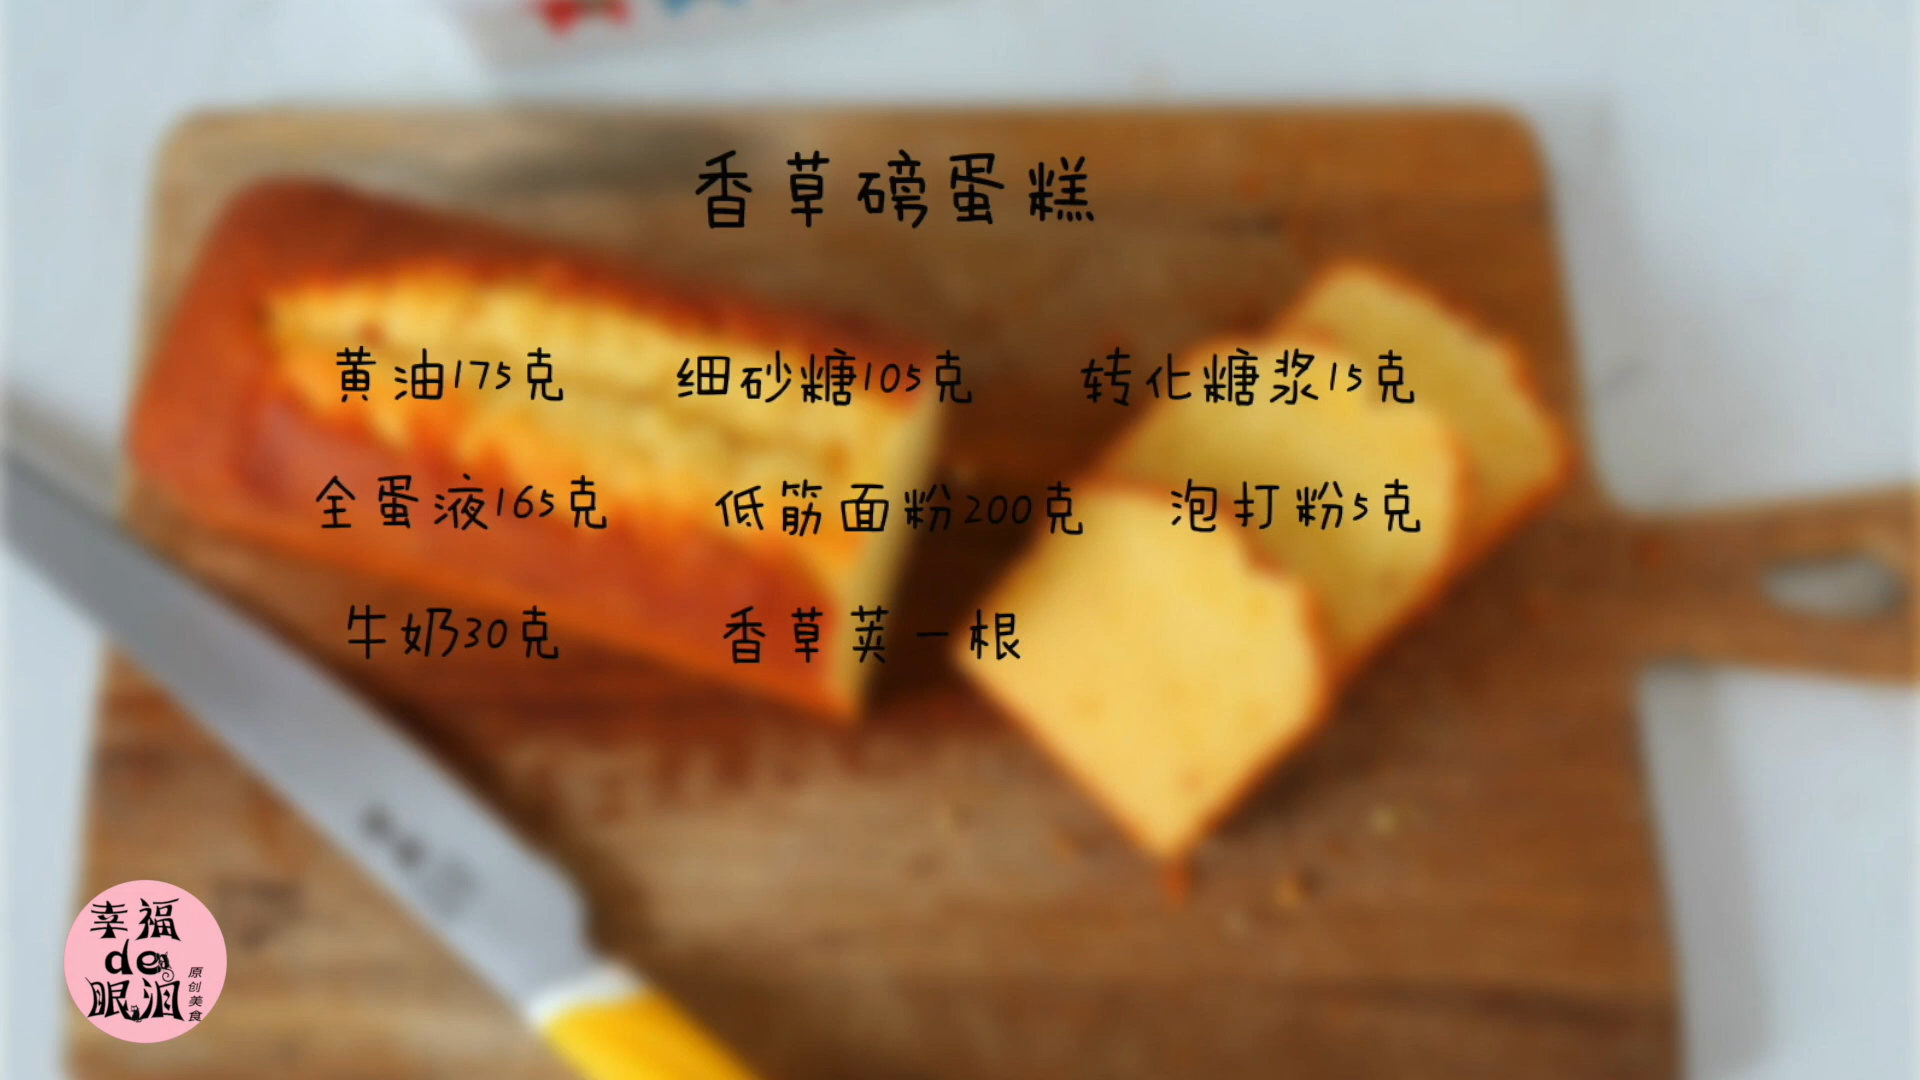 香草磅蛋糕
黄油175克 细砂糖105克 转化糖浆15克
全蛋液165克 低筋面粉200克 泡打粉5克
牛奶30克 香草荚一根
幸福
de
眼泪
原创美食